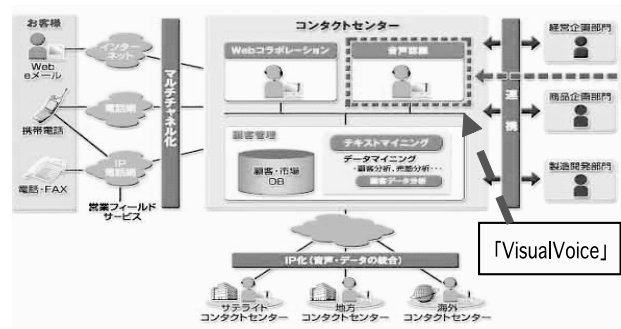 お客様
Web
eメール
携帯電話
電話・FAX
インター
ネット
電話網
IP
電話網
営業フィールド
サービス
マルチチャネル化
コンタクトセンター
Webコラボレーション
音声認識
顧客管理
顧客・市場
DB
テキストマイニング
データマイニング
・顧客分析、売筋分析・・・
顧客データ分析
連携
経営企画部門
商品企画部門
製造開発部門
「VisualVoice」
IP化(音声・データの統合)
サテライト
コンタクトセンター
地方
コンタクトセンター
海外
コンタクトセンター